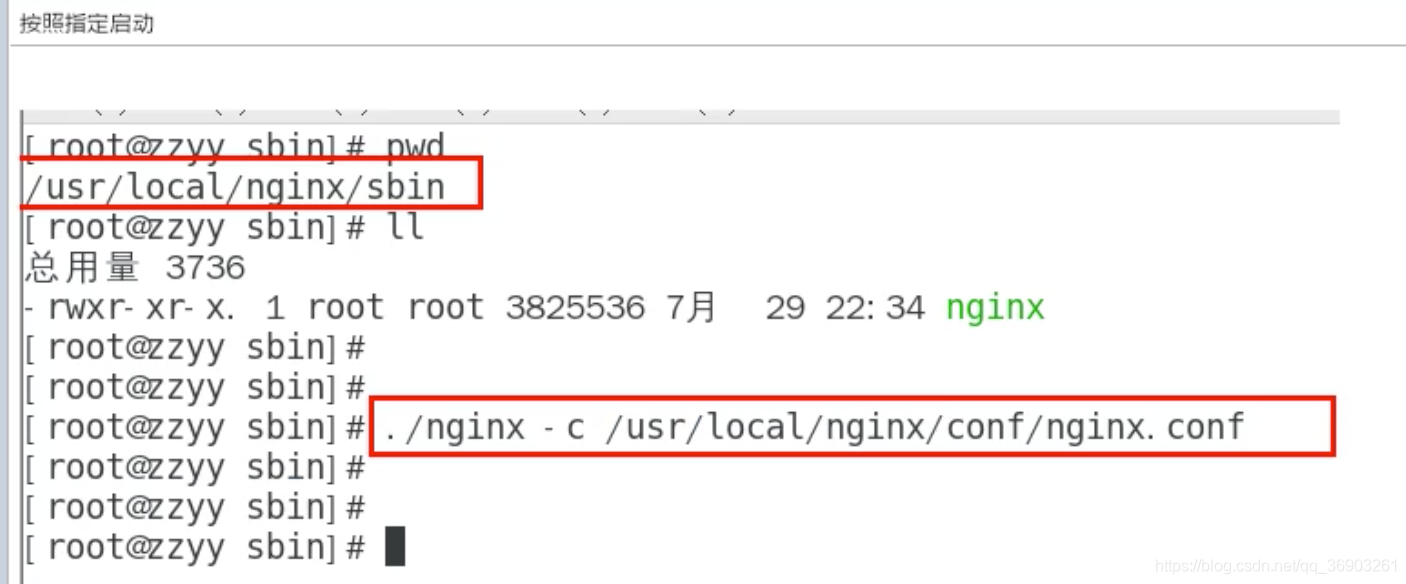 按照指定启动
[root@zzyy sbin]# pwd
/usr/local/nginx/sbin
[root@zzyy sbin]# ll
总用量 3736
-rwxr-xr-x. 1 root root 3825536 7月  29 22:34 nginx
[root@zzyy sbin]#
[root@zzyy sbin]#
[root@zzyy sbin]# ./nginx -c /usr/local/nginx/conf/nginx.conf
[root@zzyy sbin]#
[root@zzyy sbin]#
[root@zzyy sbin]#
https://blog.csdn.net/qq_36903261